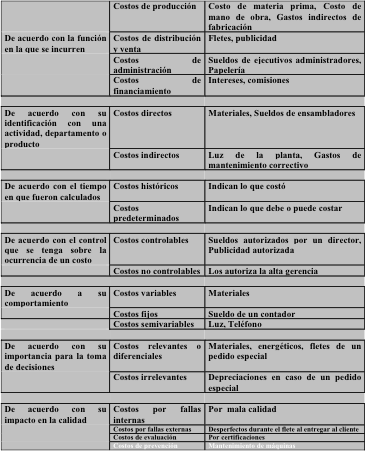 Costos de producción Costo de materia prima, Costo de
mano de obra, Gastos indirectos de
fabricación
De acuerdo con la función Costos de distribución Fletes, publicidad
en la que se incurren y venta
Costos de Sueldos de ejecutivos administradores,
administración Papelería
Costos de Intereses, comisiones
financiamiento
De acuerdo con su Costos directos Materiales, Sueldos de ensambladores
identificación con una
actividad, departamento o
producto
Costos indirectos Luz de la planta, Gastos de
mantenimiento correctivo
De acuerdo con el tiempo Costos históricos Indican lo que costó
en que fueron calculados
Costos Indican lo que debe o puede costar
predeterminados
De acuerdo con el control Costos controlables Sueldos autorizados por un director,
que se tenga sobre la Publicidad autorizada
ocurrencia de un costo
Costos no controlables Los autoriza la alta gerencia
De acuerdo a su Costos variables Materiales
comportamiento
Costos fijos Sueldo de un contador
Costos semivariables Luz, Teléfono
De acuerdo con su Costos relevantes o Materiales, energéticos, fletes de un
importancia para la toma diferenciales pedido especial
de decisiones
Costos irrelevantes Depreciaciones en caso de un pedido
especial
De acuerdo con su Costos por fallas Por mala calidad
impacto en la calidad internas
Costos por fallas externas Desperfectos durante el flete al entregar al cliente
Costos de evaluación Por certificaciones
Costos de prevención Mantenimiento de máquinas